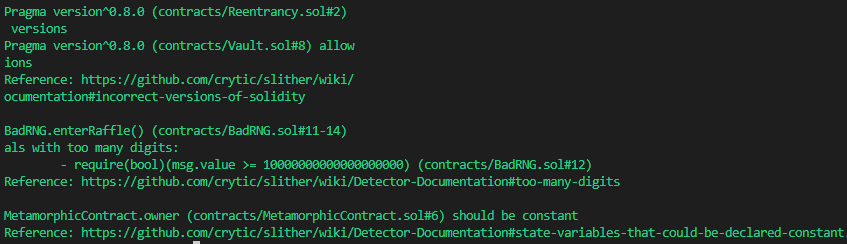 Pragma version^0.8.0 (contracts/Reentrancy.sol#2)
versions
Pragma version^0.8.0 (contracts/Vault.sol#8) allow
ions
Reference: https://github.com/crytic/slither/wiki/
ocumentation#incorrect-versions-of-solidity
BadRNG.enterRaffle() (contracts/BadRNG.sol#11-14)
als with too many digits:
- require(bool)(msg.value >= 10000000000000000000) (contracts/BadRNG.sol#12)
Reference: https://github.com/crytic/slither/wiki/Detector-Documentation#too-many-digits
MetamorphicContract.owner (contracts/MetamorphicContract.sol#6) should be constant
Reference: https://github.com/crytic/slither/wiki/Detector-Documentation#state-variables-that-could-be-declared-constant